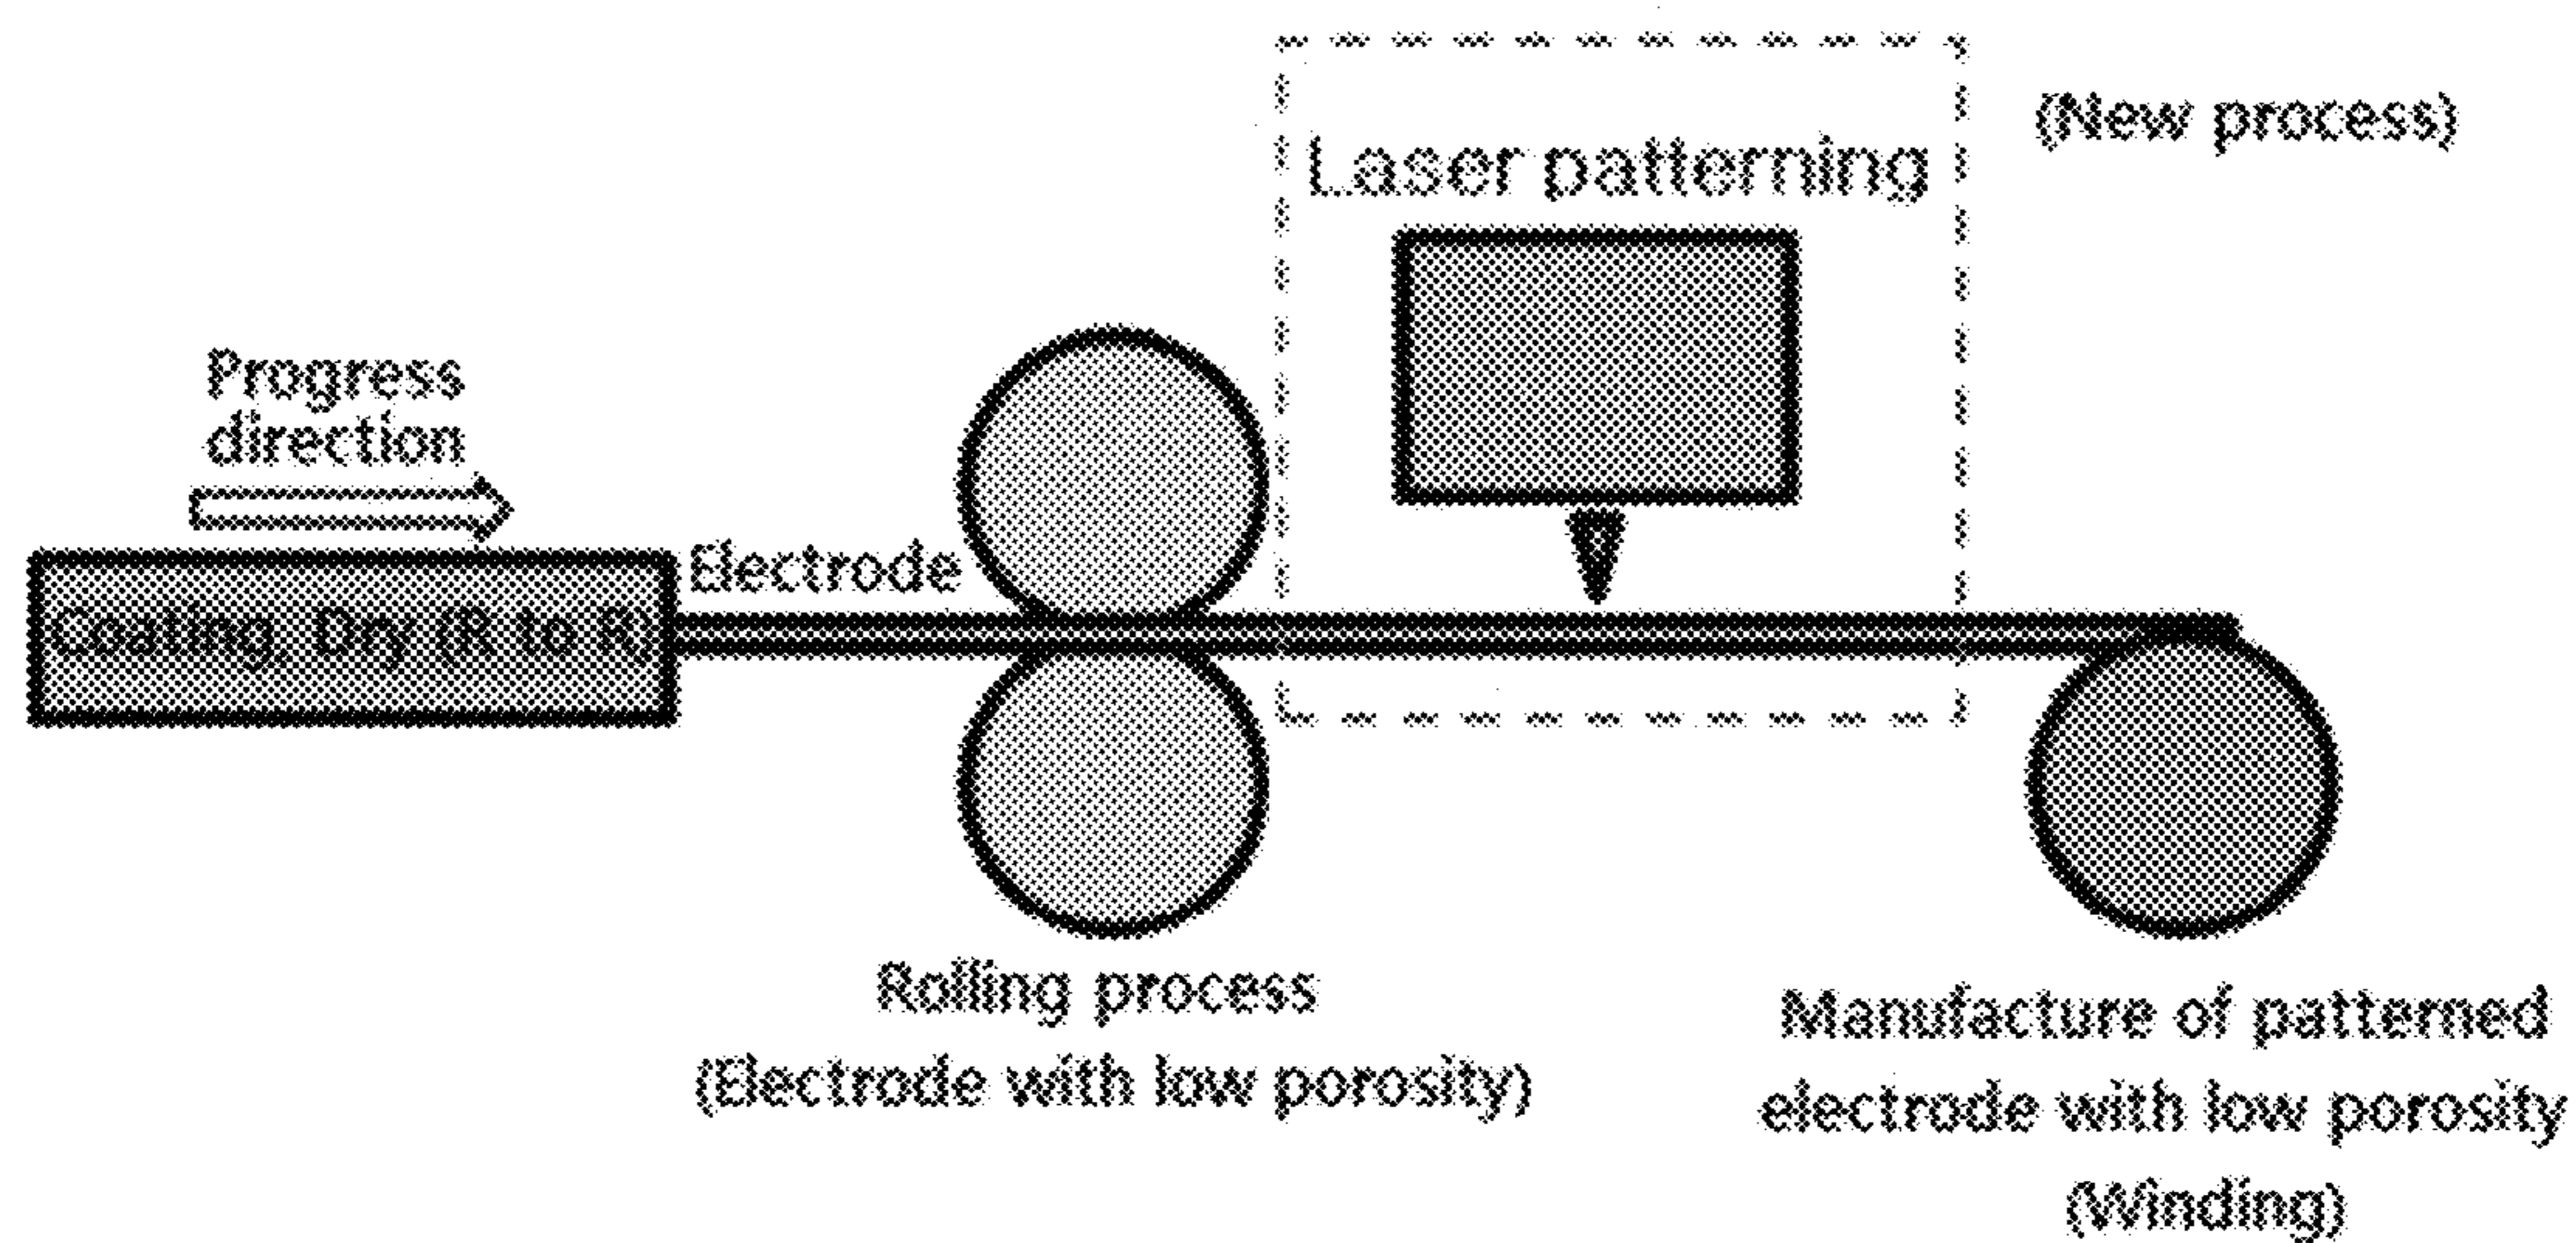 (New process)
Laser patterning
Progress
direction
Electrode
Coating, Dry (R to R)
Rolling process
(Electrode with low porosity)
Manufacture of patterned
electrode with low porosity
(Winding)